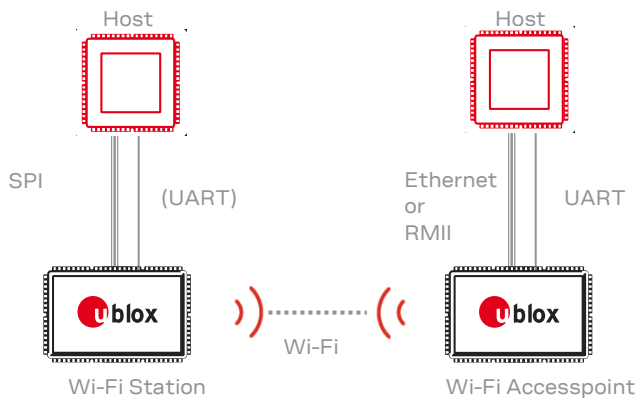 Host
Host
SPI
(UART)
Ethernet
or
RMII
UART
ublox
ublox
Wi-Fi
Wi-Fi Station
Wi-Fi Accesspoint